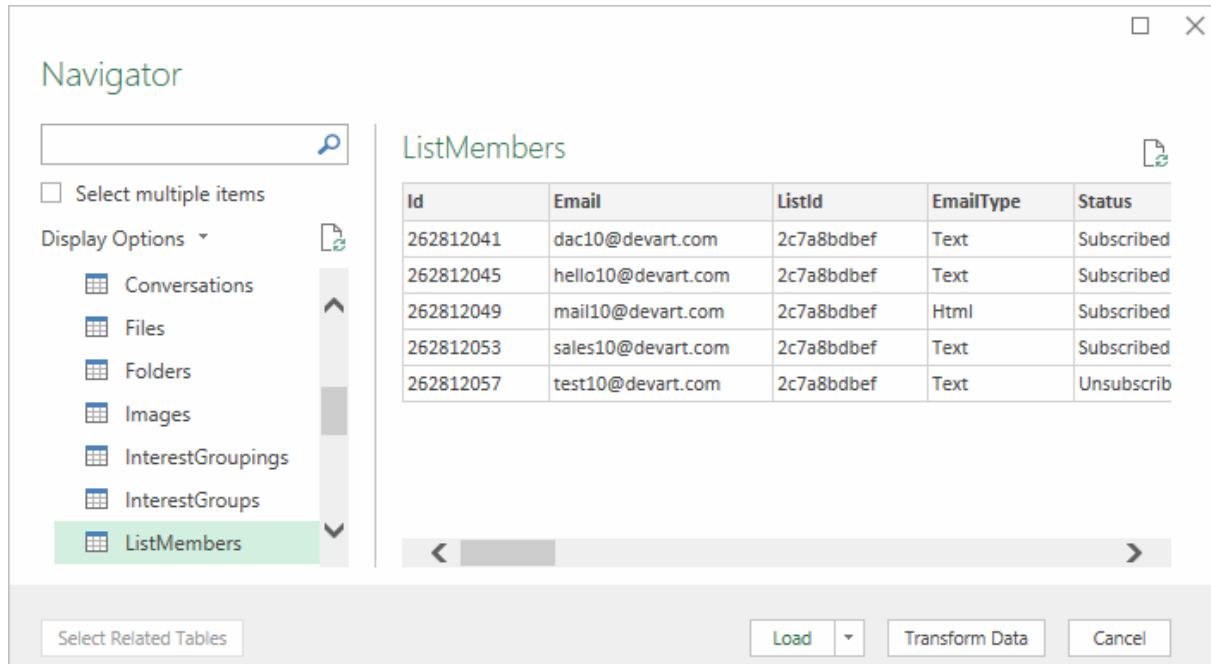 Navigator
Select multiple items
Display Options
Conversations
Files
Folders
Images
InterestGroupings
InterestGroups
ListMembers
ListMembers
Id Email ListId EmailType Status
262812041 dac10@devart.com 2c7a8bdbef Text Subscribed
262812045 hello10@devart.com 2c7a8bdbef Text Subscribed
262812049 mail10@devart.com 2c7a8bdbef Html Subscribed
262812053 sales10@devart.com 2c7a8bdbef Text Subscribed
262812057 test10@devart.com 2c7a8bdbef Text Unsubscrib
Select Related Tables
Load
Transform Data
Cancel